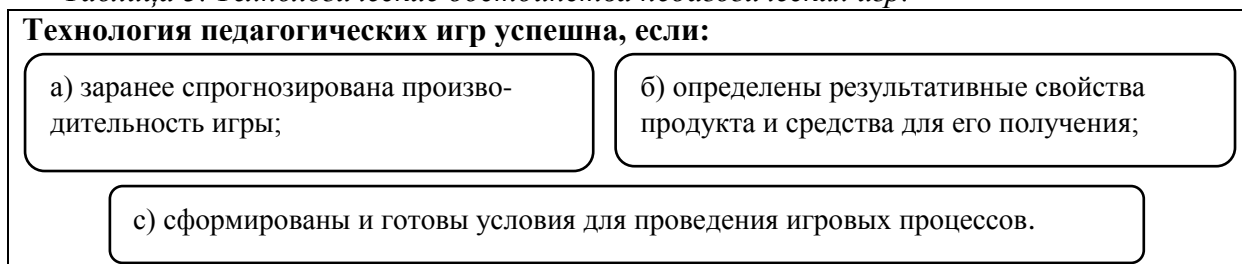 Технология педагогических игр успешна, если:
а) заранее спрогнозирована произво-
дительность игры;
б) определены результативные свойства
продукта и средства для его получения;
с) сформированы и готовы условия для проведения игровых процессов.